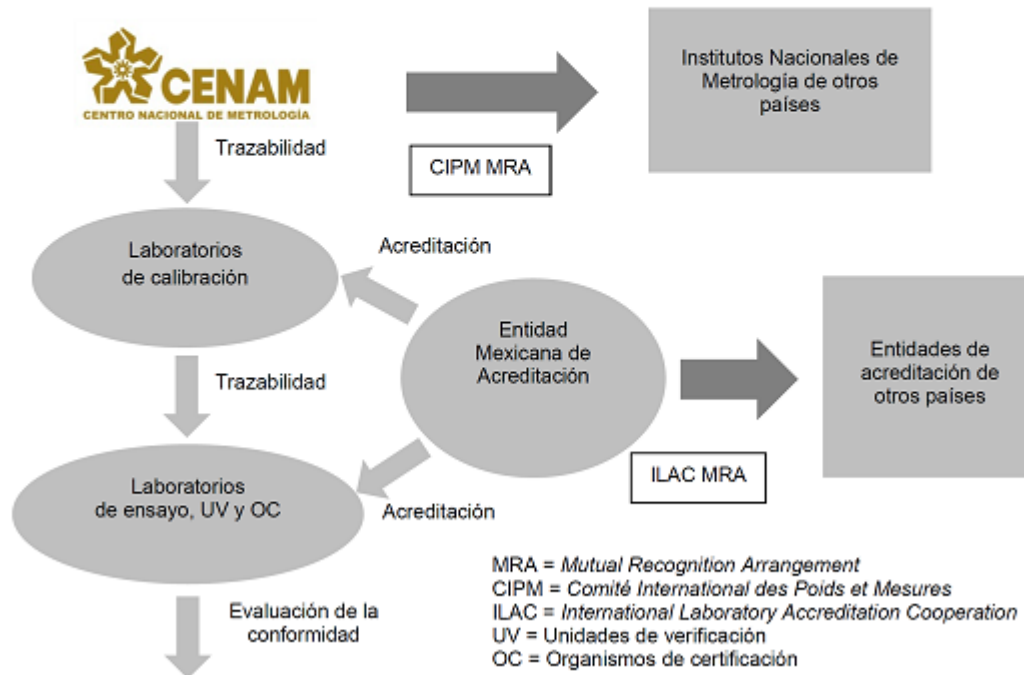 CENAM
CENTRO NACIONAL DE METROLOGÍA
Trazabilidad
CIPM MRA
Institutos Nacionales de
Metrología de otros
países
Laboratorios
de calibración
Acreditación
Entidad
Mexicana de
Acreditación
Entidades de
acreditación de
otros países
Trazabilidad
ILAC MRA
Laboratorios
de ensayo, UV y OC
Acreditación
Evaluación de la
conformidad
MRA = Mutual Recognition Arrangement
CIPM = Comité International des Poids et Mesures
ILAC = International Laboratory Accreditation Cooperation
UV = Unidades de verificación
OC = Organismos de certificación